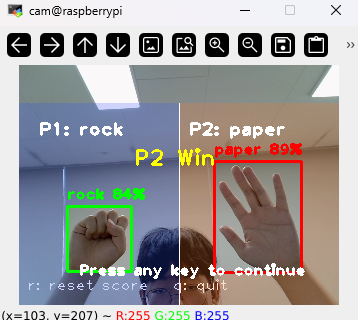 cam@raspberrypi
P1: rock
P2: paper
P2 Win
paper 89%
rock 84%
Press any key to continue
r: reset score q: quit
(x=103, y=207) ~ R:255 G:255 B:255